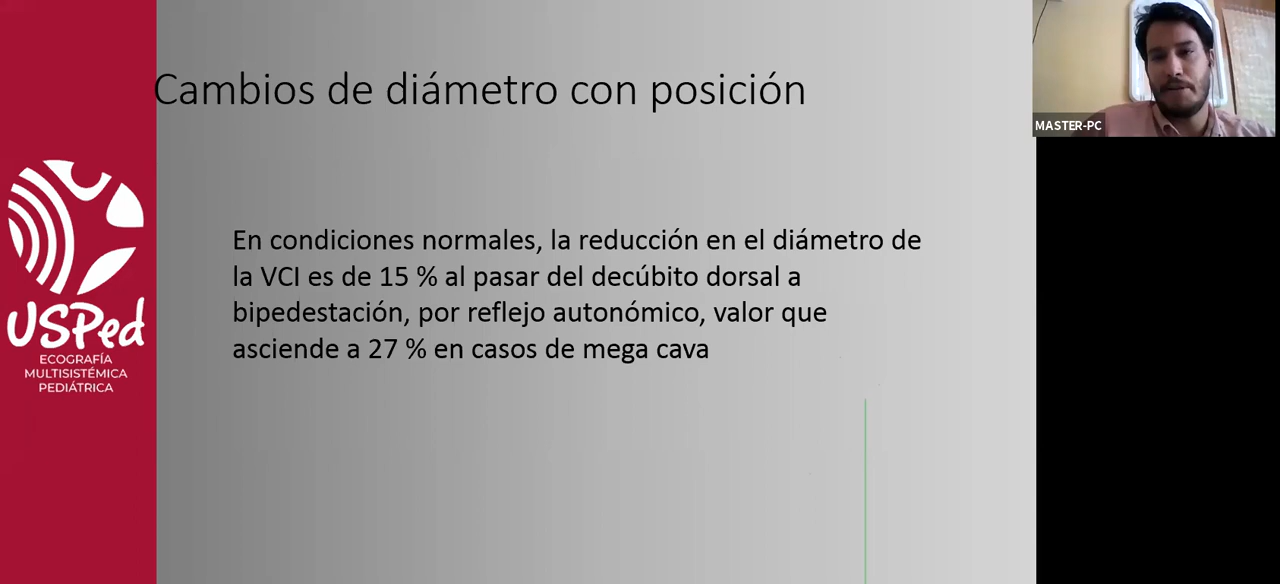 Cambios de diámetro con posición
MASTER-PC
En condiciones normales, la reducción en el diámetro de
la VCI es de 15 % al pasar del decúbito dorsal a
bipedestación, por reflejo autonómico, valor que
asciende a 27 % en casos de mega cava
USPed
ECOGRAFÍA
MULTISISTÉMICA
PEDIÁTRICA